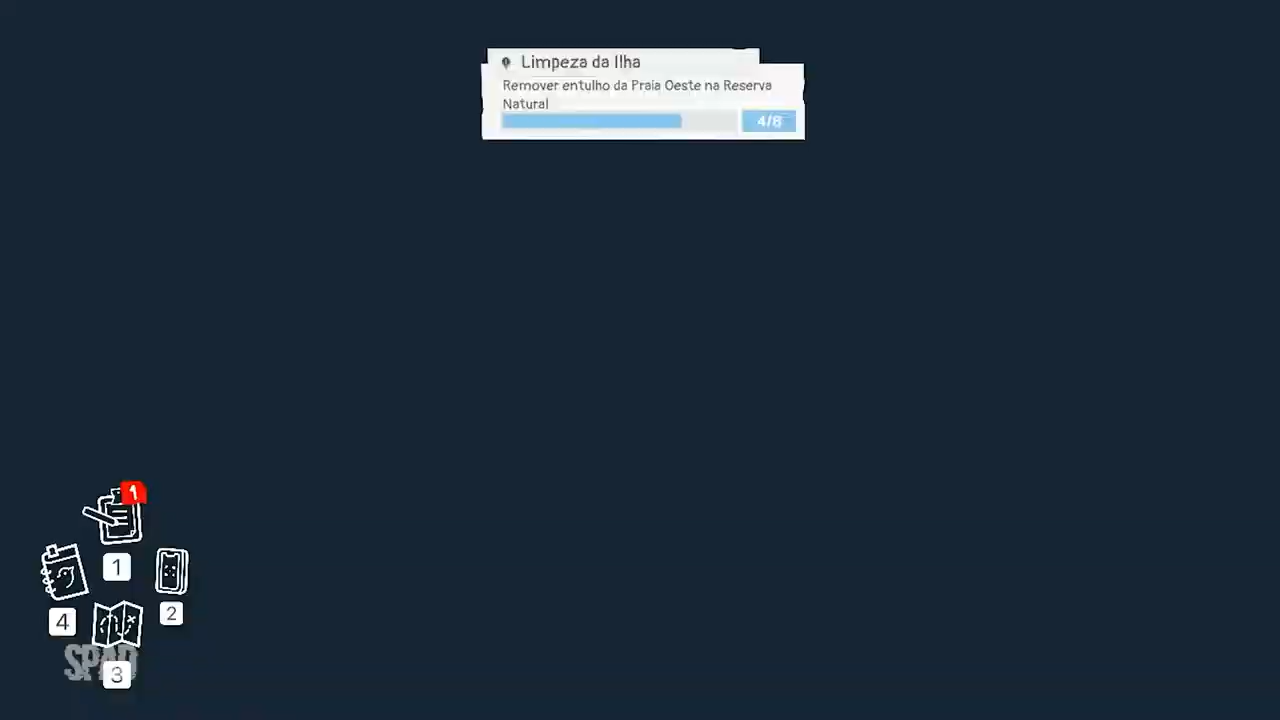 Limpeza da Ilha
Remover entulho da Praia Oeste na Reserva
Natural
4/6
1
1
4
2
SPAD
3